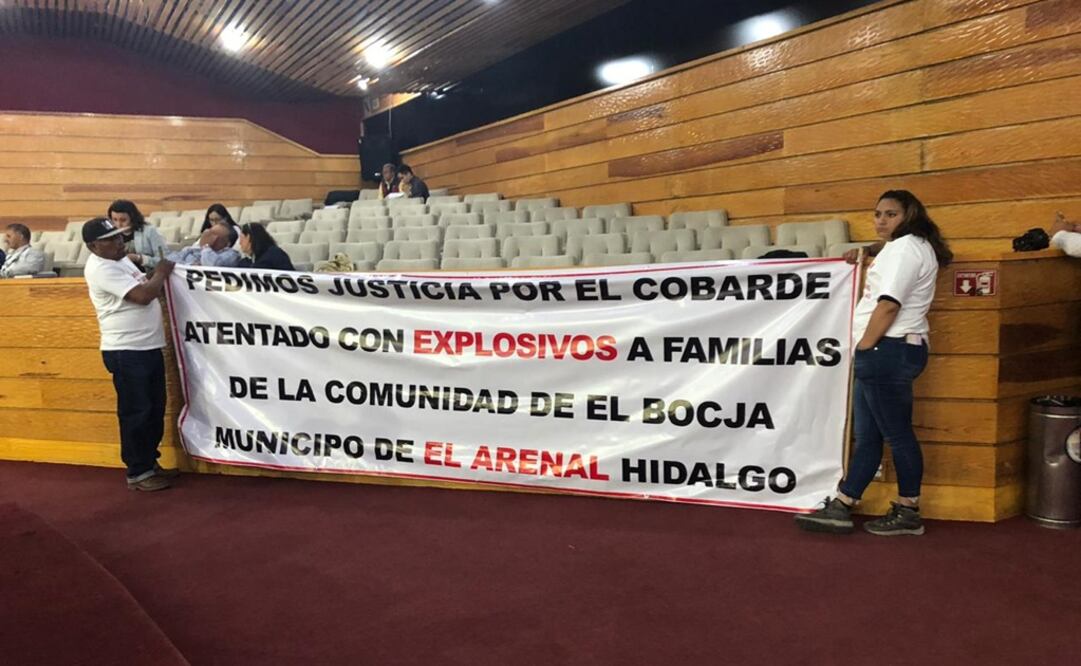 PEDIMOS JUSTICIA POR EL COBARDE
ATENTADO CON EXPLOSIVOS A FAMILIAS
DE LA COMUNIDAD DE EL BOCJA
MUNICIPO DE EL ARENAL HIDALGO